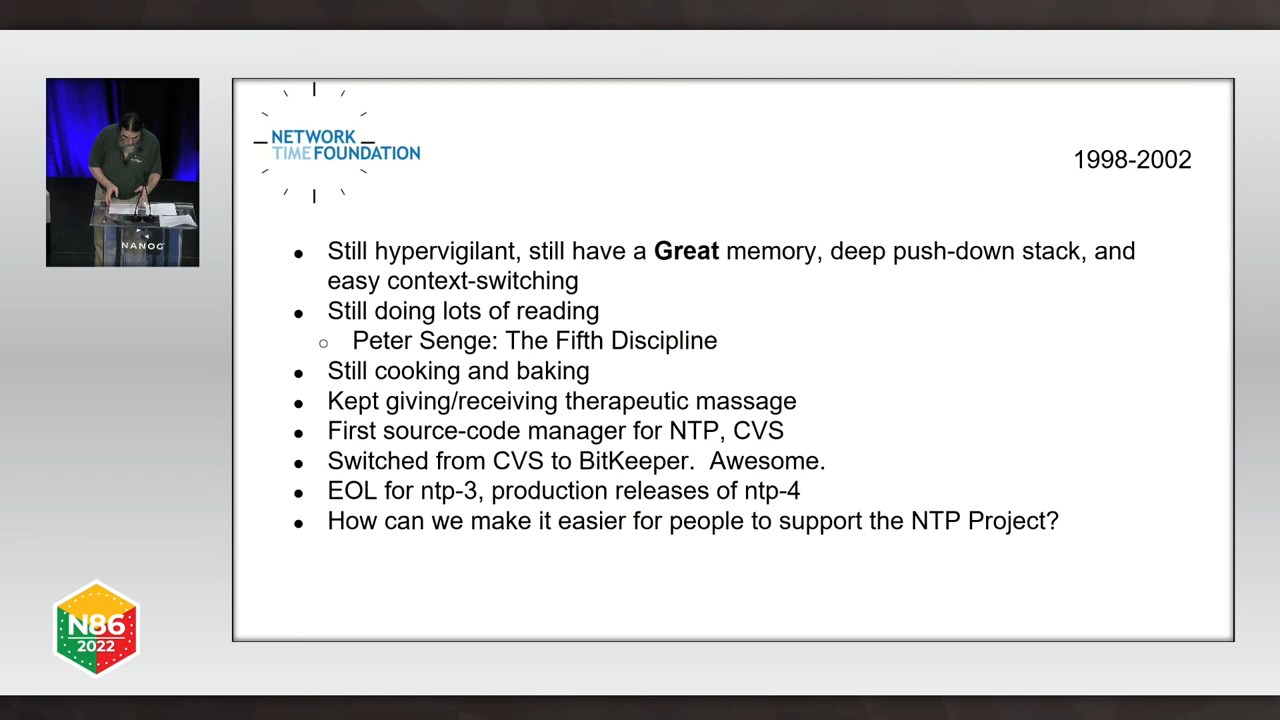 NETWORK
TIME FOUNDATION
1998-2002
● Still hypervigilant, still have a Great memory, deep push-down stack, and
easy context-switching
● Still doing lots of reading
○ Peter Senge: The Fifth Discipline
● Still cooking and baking
● Kept giving/receiving therapeutic massage
● First source-code manager for NTP, CVS
● Switched from CVS to BitKeeper.  Awesome.
● EOL for ntp-3, production releases of ntp-4
● How can we make it easier for people to support the NTP Project?
NANOG
N86
2022